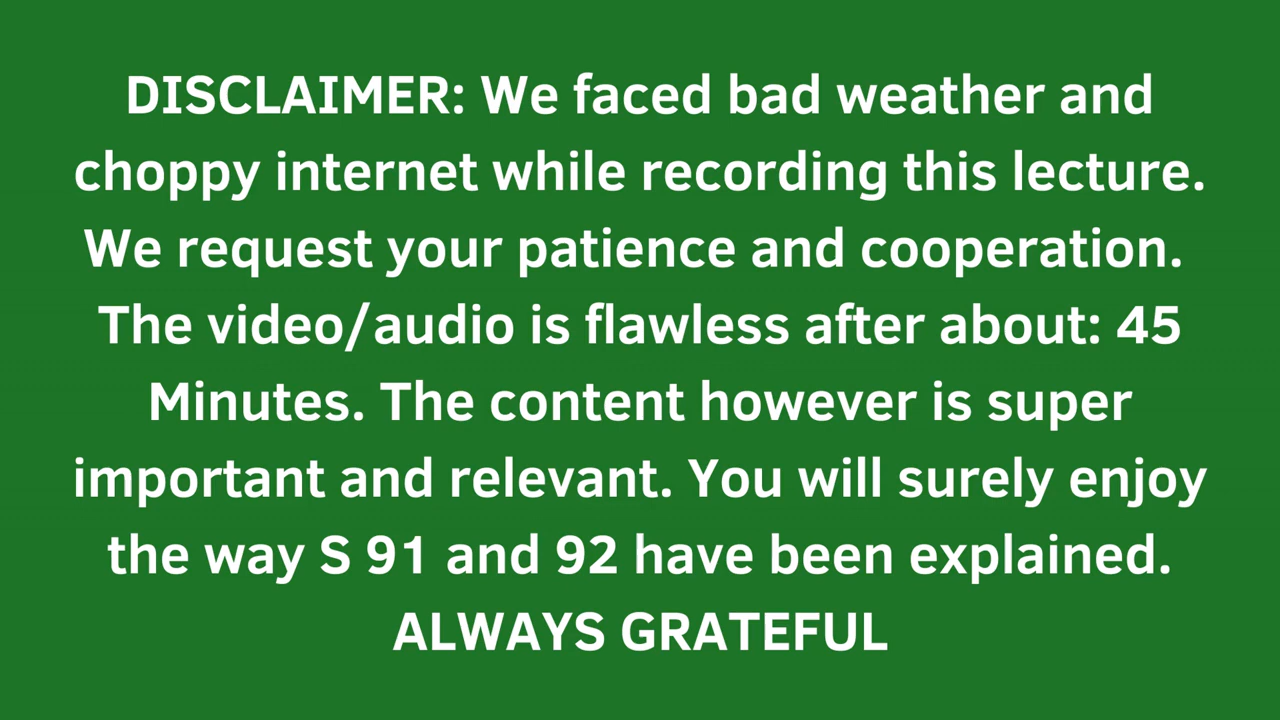 DISCLAIMER: We faced bad weather and
choppy internet while recording this lecture.
We request your patience and cooperation.
The video/audio is flawless after about: 45
Minutes. The content however is super
important and relevant. You will surely enjoy
the way S 91 and 92 have been explained.
ALWAYS GRATEFUL